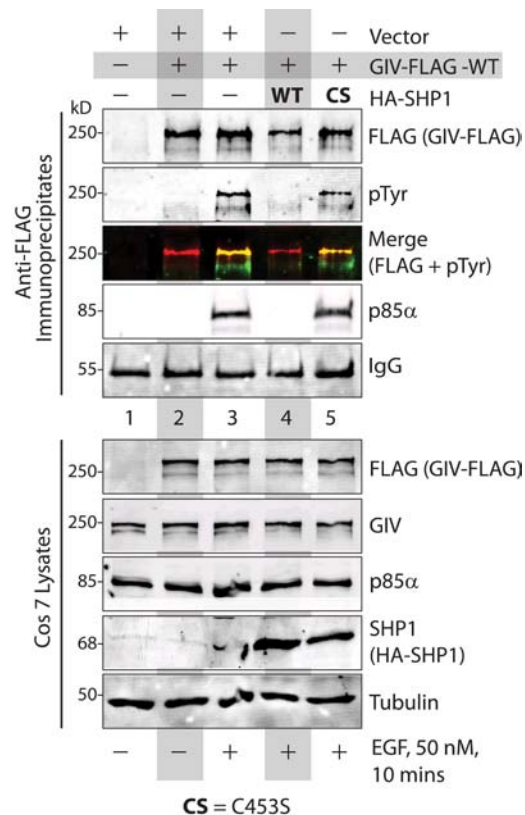 + + + − − Vector
− + + + + GIV-FLAG -WT
− − − WT CS HA-SHP1
kD
250 FLAG (GIV-FLAG)
250 pTyr
250 Merge
(FLAG + pTyr)
85 p85α
55 IgG
Anti-FLAG
Immunoprecipitates
1 2 3 4 5
250 FLAG (GIV-FLAG)
250 GIV
85 p85α
68 SHP1
(HA-SHP1)
50 Tubulin
Cos 7 Lysates
− − + + + EGF, 50 nM,
10 mins
CS = C453S